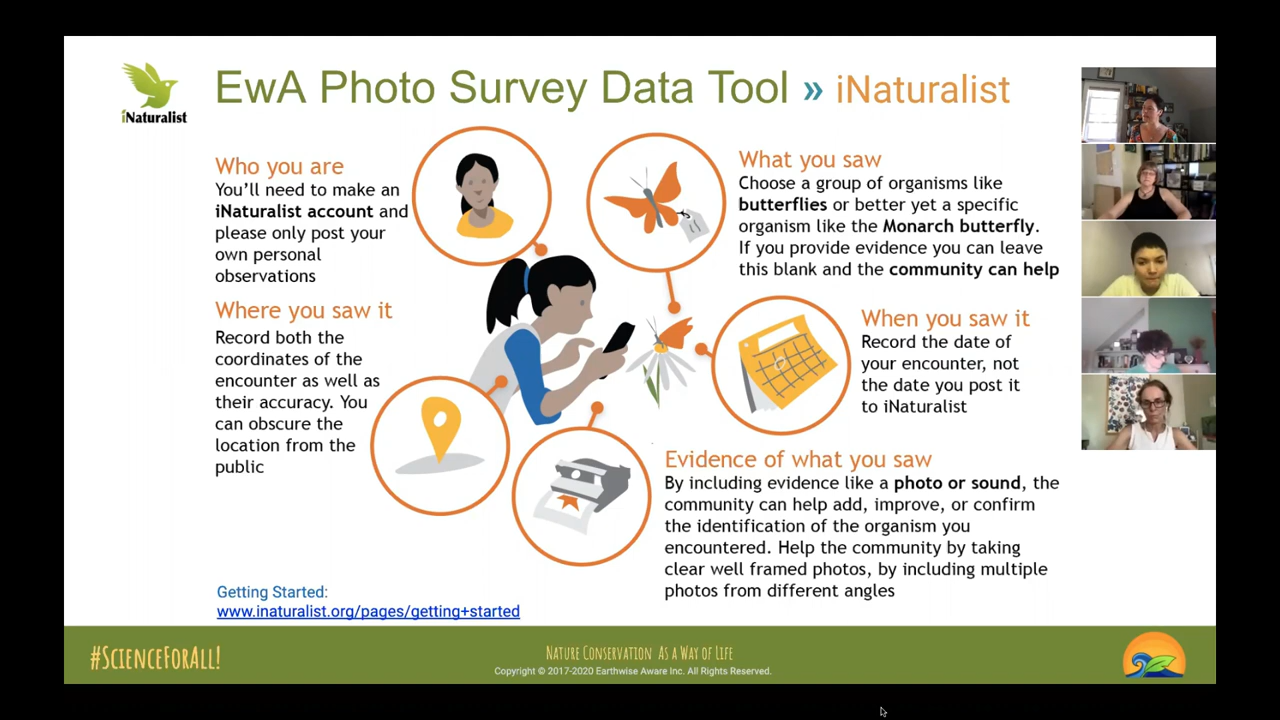 iNaturalist
EwA Photo Survey Data Tool » iNaturalist
Who you are
You'll need to make an
iNaturalist account and
please only post your
own personal
observations
Where you saw it
Record both the
coordinates of the
encounter as well as
their accuracy. You
can obscure the
location from the
public
What you saw
Choose a group of organisms like
butterflies or better yet a specific
organism like the Monarch butterfly.
If you provide evidence you can leave
this blank and the community can help
When you saw it
Record the date of
your encounter, not
the date you post it
to iNaturalist
Evidence of what you saw
By including evidence like a photo or sound, the
community can help add, improve, or confirm
the identification of the organism you
encountered. Help the community by taking
clear well framed photos, by including multiple
photos from different angles
Getting Started:
www.inaturalist.org/pages/getting+started
#ScienceForAll!
Nature Conservation As a Way of Life
Copyright © 2017-2020 Earthwise Aware Inc. All Rights Reserved.